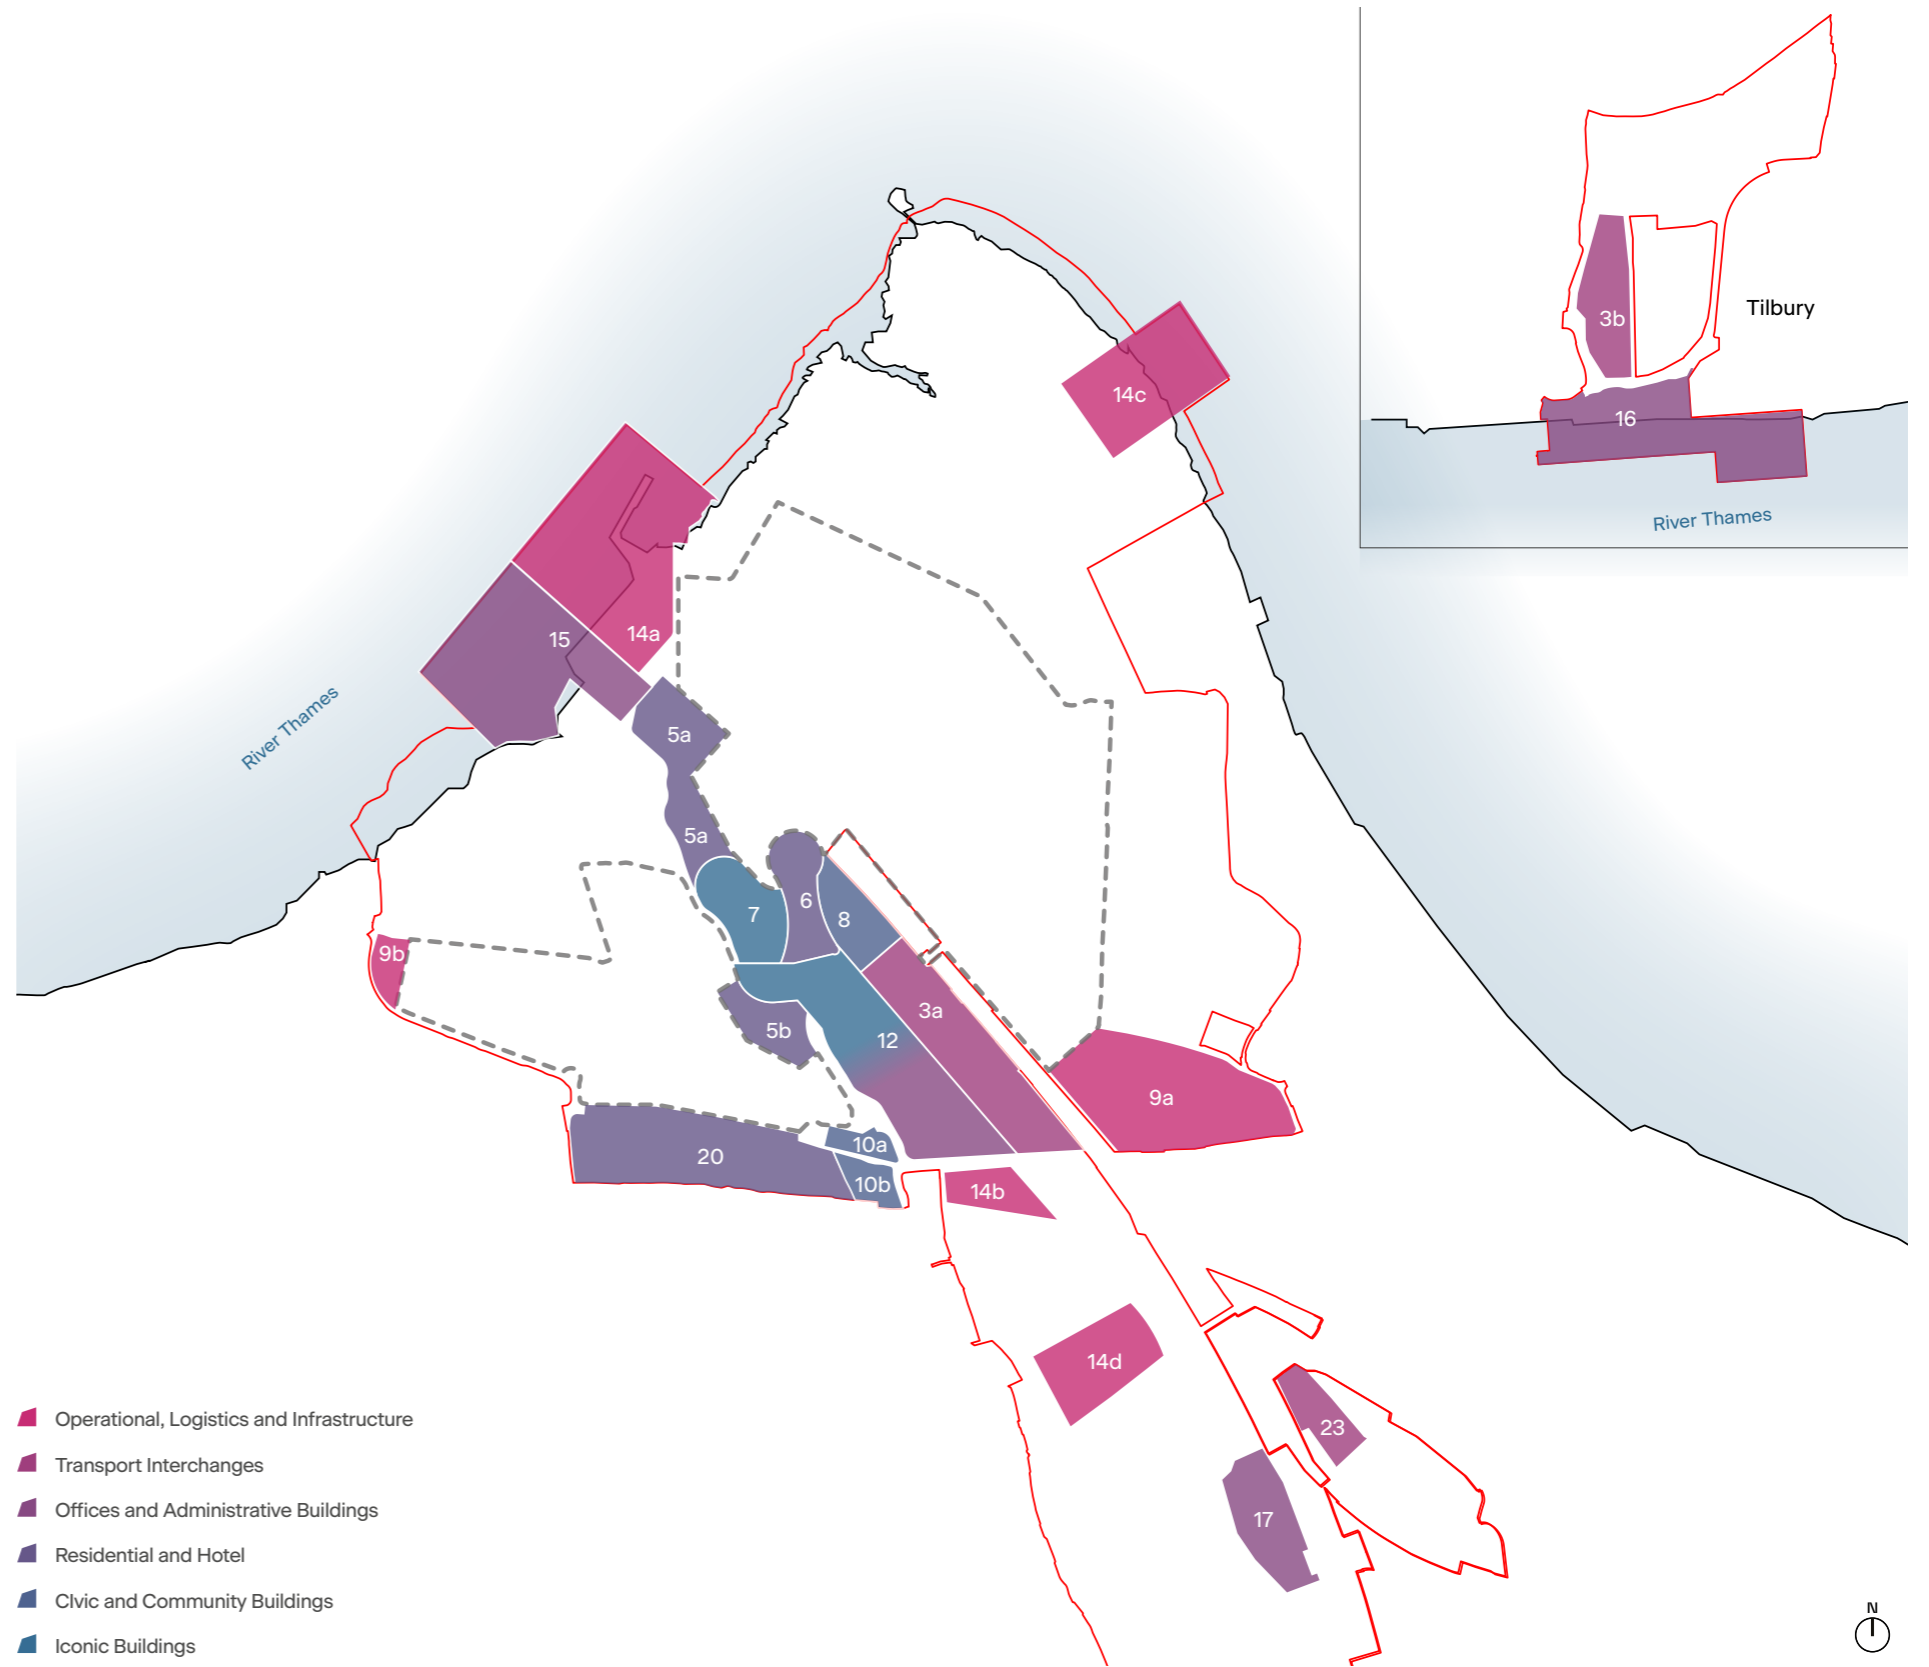 Tilbury
3b
16
River Thames
14c
15
14a
River Thames
5a
5a
7
6
8
9b
3a
5b
12
9a
20
10a
10b
14b
14d
23
17
Operational, Logistics and Infrastructure
Transport Interchanges
Offices and Administrative Buildings
Residential and Hotel
CIvic and Community Buildings
Iconic Buildings
N